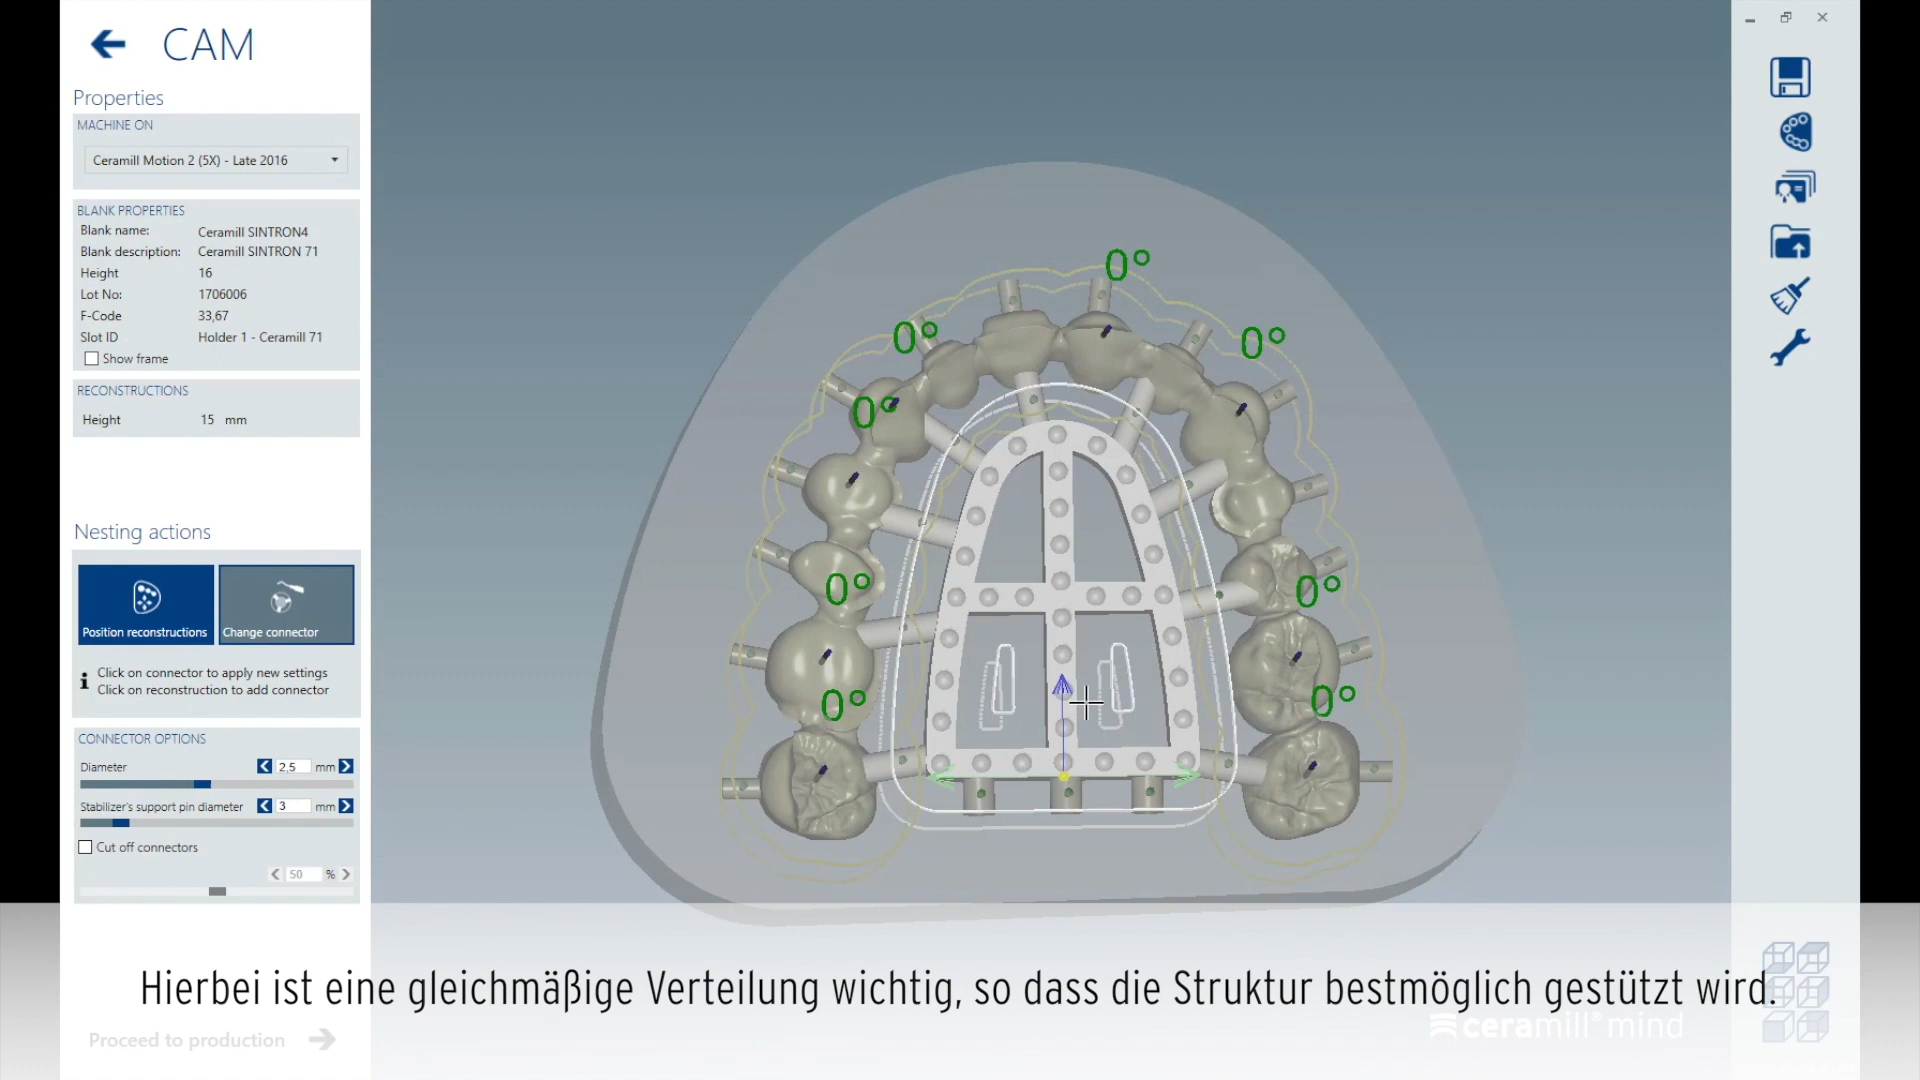 CAM
Properties
MACHINE ON
Ceramill Motion 2 (5X) - Late 2016
BLANK PROPERTIES
Blank name: Ceramill SINTRON4
Blank description: Ceramill SINTRON 71
Height 16
Lot No: 1706006
F-Code 33,67
Slot ID Holder 1 - Ceramill 71
Show frame
RECONSTRUCTIONS
Height 15 mm
Nesting actions
Position reconstructions
Change connector
Click on connector to apply new settings
Click on reconstruction to add connector
CONNECTOR OPTIONS
Diameter 2,5 mm
Stabilizer's support pin diameter 3 mm
Cut off connectors
50 %
0°
0°
0°
0°
0°
0°
0°
0°
Hierbei ist eine gleichmäßige Verteilung wichtig, so dass die Struktur bestmöglich gestützt wird.
ceramill® mind
Proceed to production